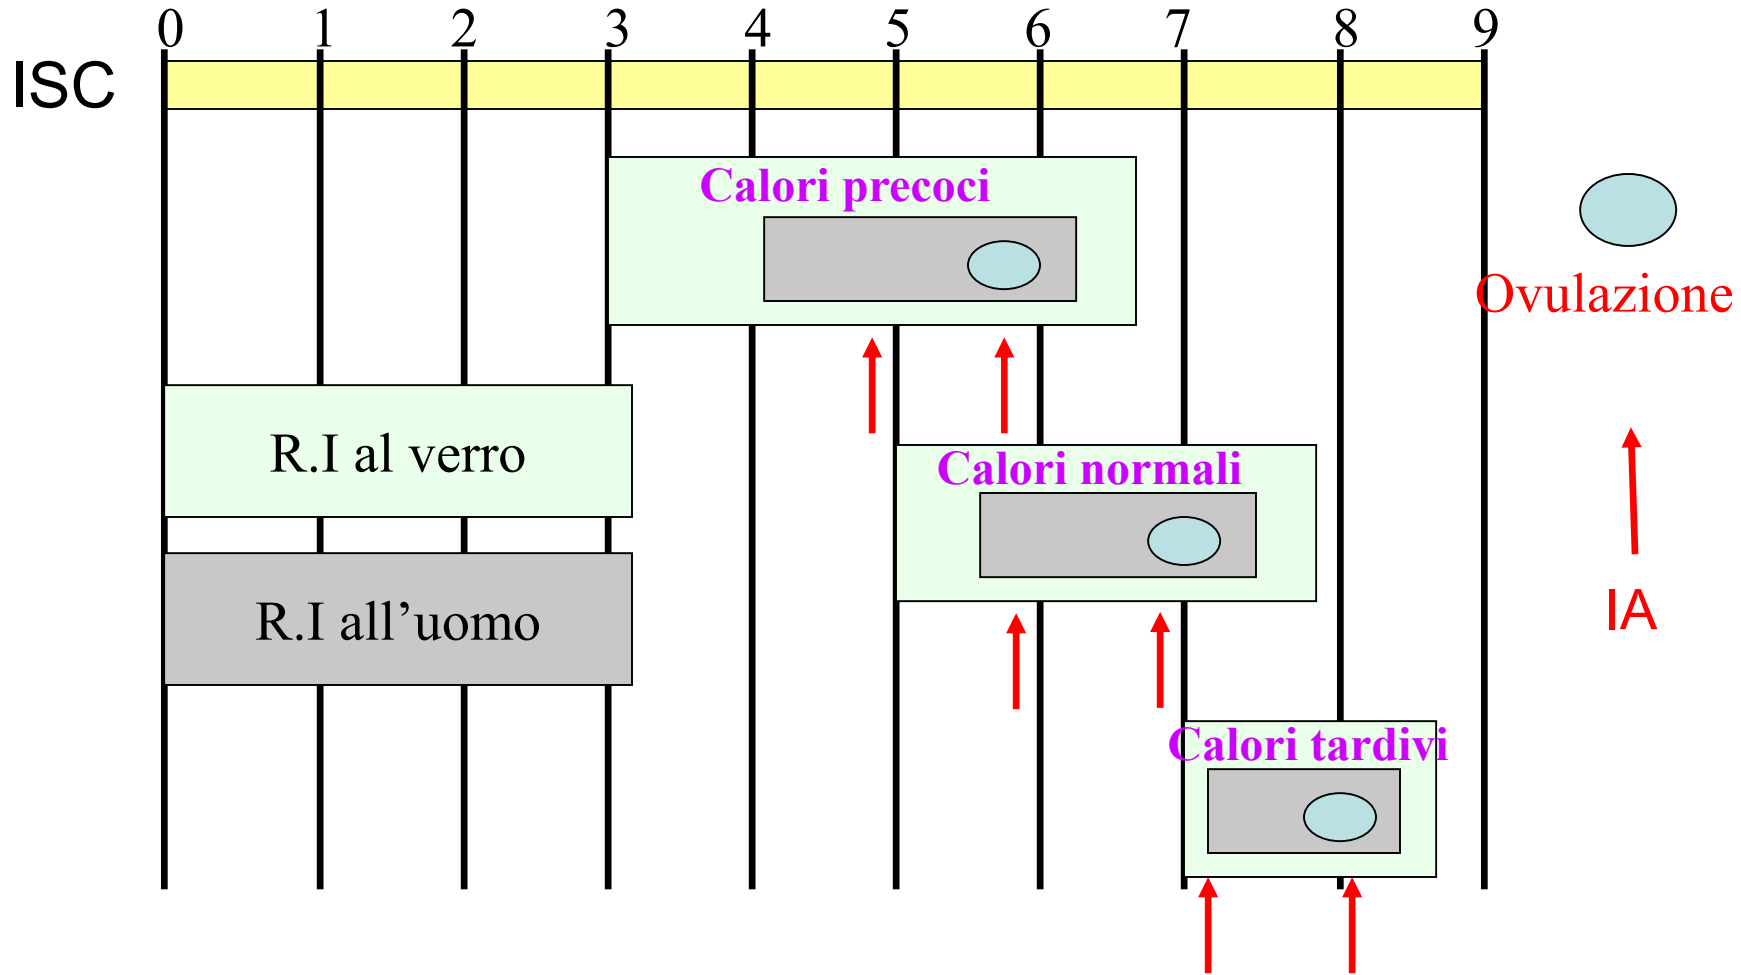 0 1 2 3 4 5 6 7 8 9
ISC
Calori precoci
Ovulazione
R.I al verro
Calori normali
R.I all’uomo
IA
Calori tardivi